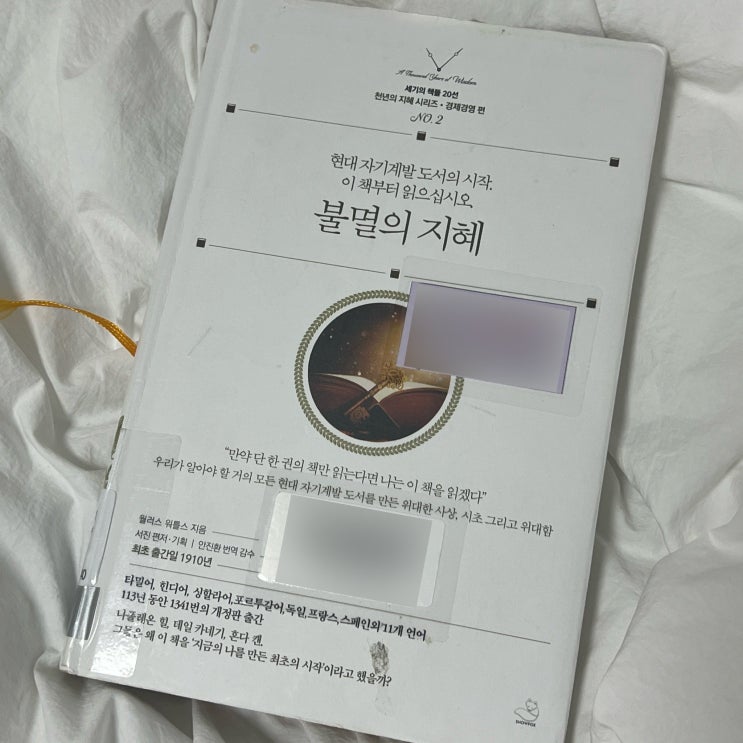 A Thousand Years of Wisdom
세기의 책들 20선
천년의 지혜 시리즈 · 경제경영 편
NO. 2
현대 자기계발 도서의 시작.
이 책부터 읽으십시오.
불멸의 지혜
“만약 단 한 권의 책만 읽는다면 나는 이 책을 읽겠다”
우리가 알아야 할 거의 모든 현대 자기계발 도서를 만든 위대한 사상, 시초 그리고 위대함
월러스 워틀스 지음
서진 편저·기획 | 안진환 번역 감수
최초 출간일 1910년
타밀어, 힌디어, 싱할라어, 포르투갈어, 독일, 프랑스, 스페인외 11개 언어
113년 동안 1341번의 개정판 출간
나폴레온 힐, 데일 카네기, 론다 번.
그들은 왜 이 책을 ‘지금의 나를 만든 최초의 시작’이라고 했을까?
SNOWFOX